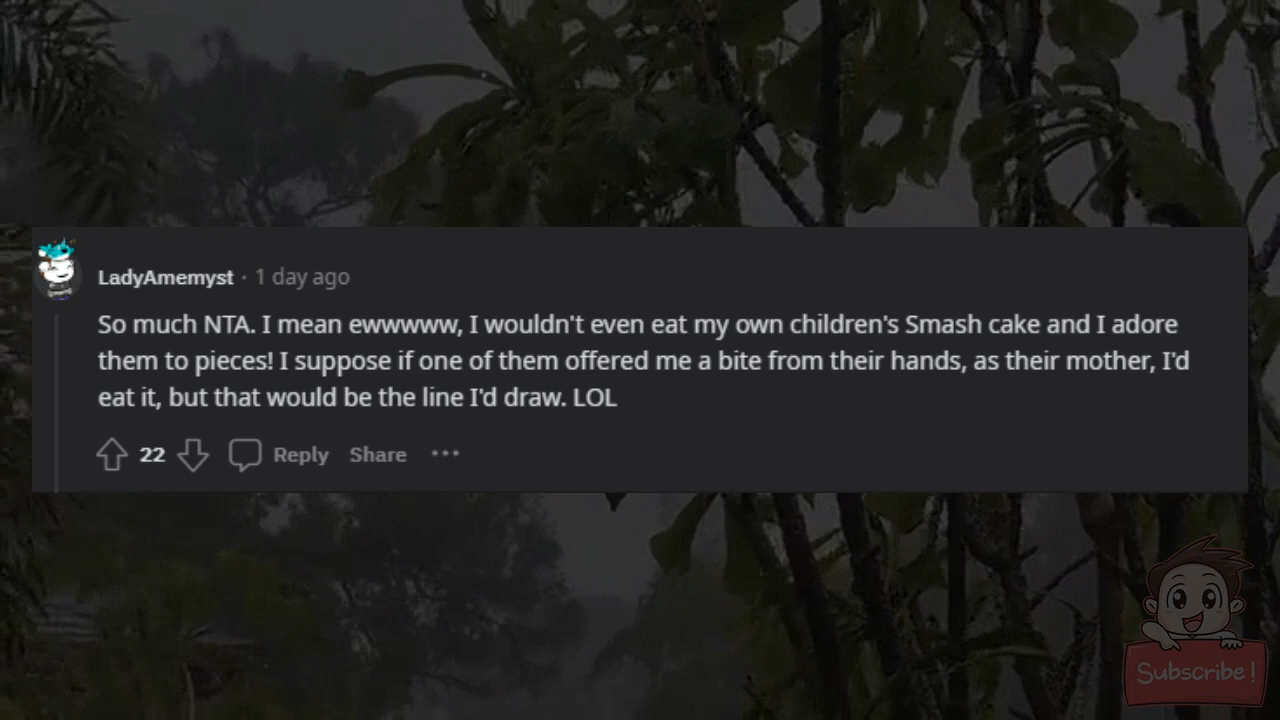 LadyAmemyst · 1 day ago
So much NTA. I mean ewwwww, I wouldn't even eat my own children's Smash cake and I adore
them to pieces! I suppose if one of them offered me a bite from their hands, as their mother, I'd
eat it, but that would be the line I'd draw. LOL
22 Reply Share ···
Subscribe!